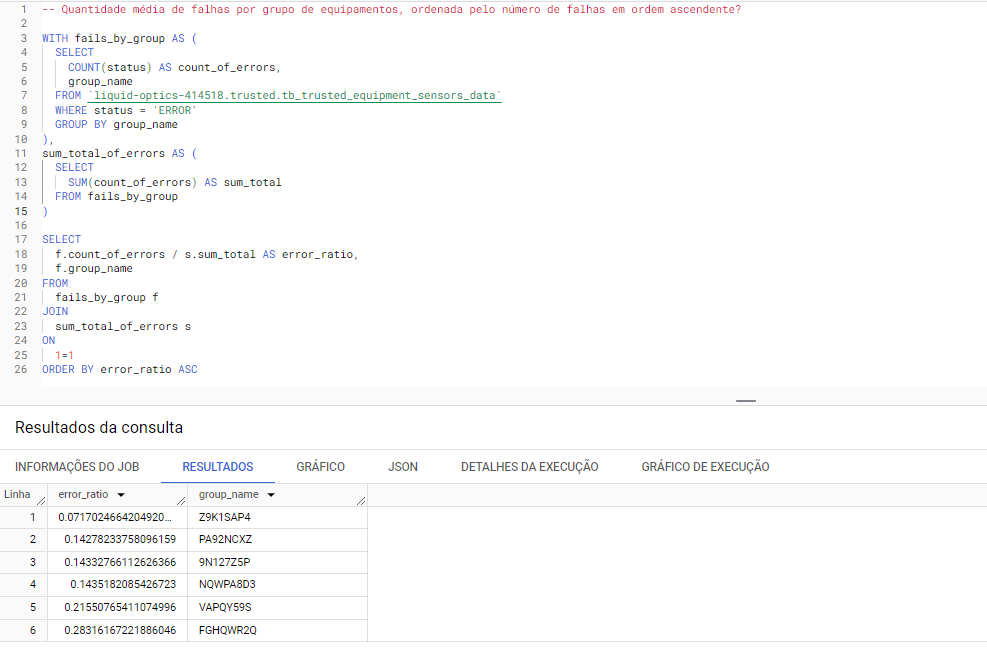 1 -- Quantidade média de falhas por grupo de equipamentos, ordenada pelo número de falhas em ordem ascendente?
2
3 WITH fails_by_group AS (
4 SELECT
5 COUNT(status) AS count_of_errors,
6 group_name
7 FROM `liquid-optics-414518.trusted.tb_trusted_equipment_sensors_data`
8 WHERE status = 'ERROR'
9 GROUP BY group_name
10 ),
11 sum_total_of_errors AS (
12 SELECT
13 SUM(count_of_errors) AS sum_total
14 FROM fails_by_group
15 )
16
17 SELECT
18 f.count_of_errors / s.sum_total AS error_ratio,
19 f.group_name
20 FROM
21 fails_by_group f
22 JOIN
23 sum_total_of_errors s
24 ON
25 1=1
26 ORDER BY error_ratio ASC
Resultados da consulta
INFORMAÇÕES DO JOB RESULTADOS GRÁFICO JSON DETALHES DA EXECUÇÃO GRÁFICO DE EXECUÇÃO
Linha error_ratio group_name
1 0.0717024664204920... Z9K1SAP4
2 0.14278233758096159 PA92NCXZ
3 0.14332766112626366 9N127Z5P
4 0.1435182085426723 NQWPA8D3
5 0.21550765411074996 VAPQY59S
6 0.28316167221886046 FGHQWR2Q